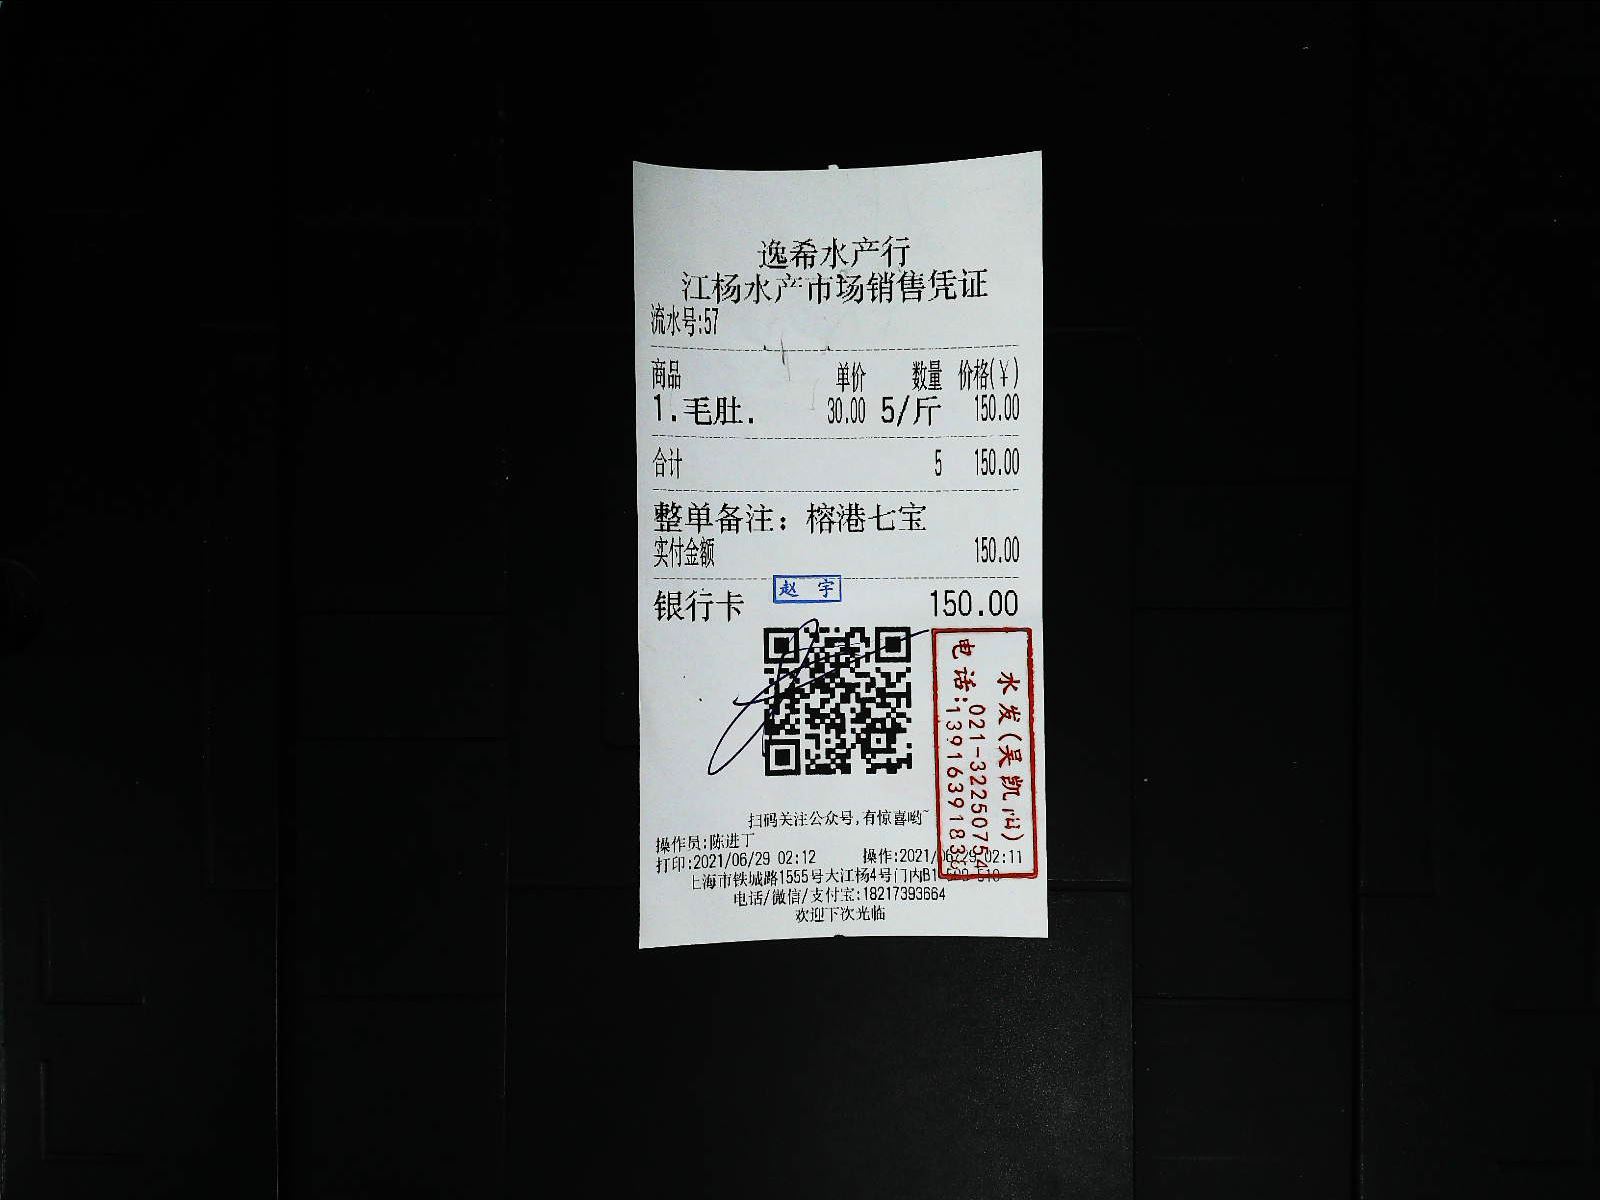 逸希水产行
江杨水产市场销售凭证
流水号:57
商品 单价 数量 价格(¥)
1.毛肚. 30.00 5/斤 150.00
合计 5 150.00
整单备注：榕港七宝
实付金额 150.00
赵 宇
银行卡 150.00
水发(吴凯
电话:021-32250754
1391639183
扫码关注公众号,有惊喜哟~
操作员:陈进丁
打印:2021/06/29 02:12 操作:2021/06/29 02:11
上海市铁城路1555号大江杨4号门内B1
电话/微信/支付宝:18217393664
欢迎下次光临